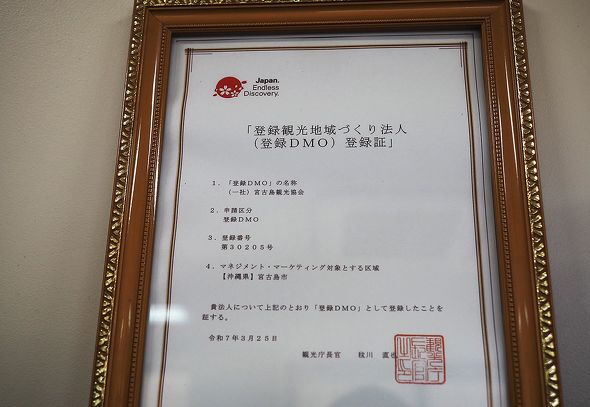 Japan.
Endless
Discovery.
「登録観光地域づくり法人
（登録DMO）登録証」
1．「登録DMO」の名称
（一社）宮古島観光協会
2．申請区分
登録DMO
3．登録番号
第30205号
4．マネジメント・マーケティング対象とする区域
【沖縄県】宮古島市
貴法人について上記のとおり「登録DMO」として登録したことを
証する。
令和7年3月25日
観光庁長官　秡川　直也